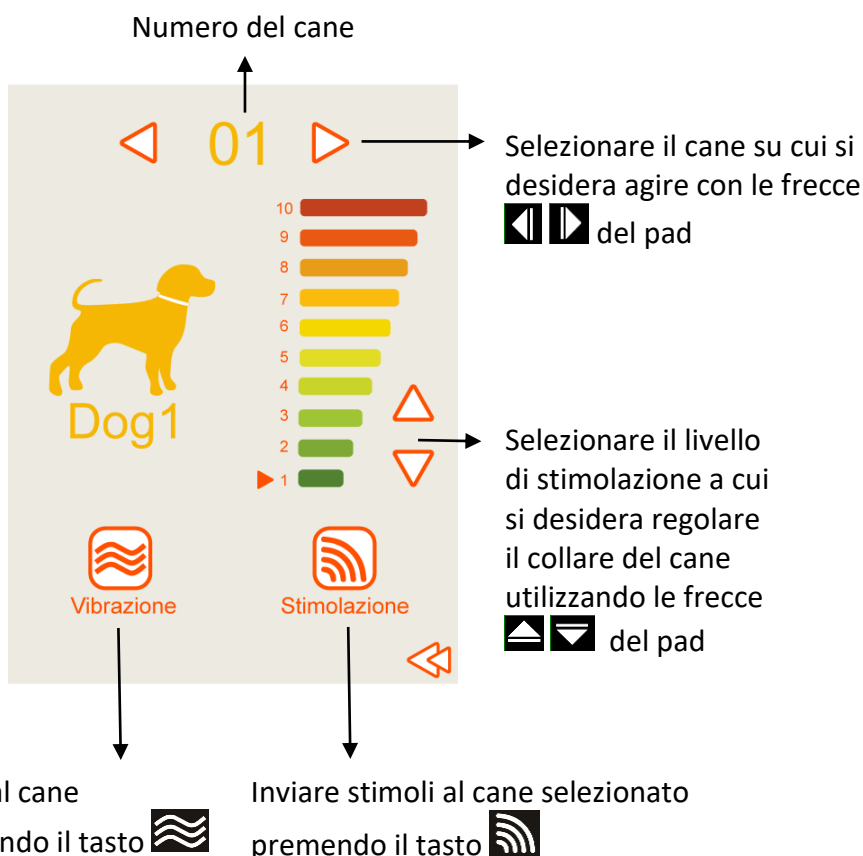 Numero del cane
01
Selezionare il cane su cui si
desidera agire con le frecce
del pad
10
9
8
7
6
5
4
3
2
1
Dog1
Selezionare il livello
di stimolazione a cui
si desidera regolare
il collare del cane
utilizzando le frecce
del pad
Vibrazione
Stimolazione
al cane
ndo il tasto
Inviare stimoli al cane selezionato
premendo il tasto